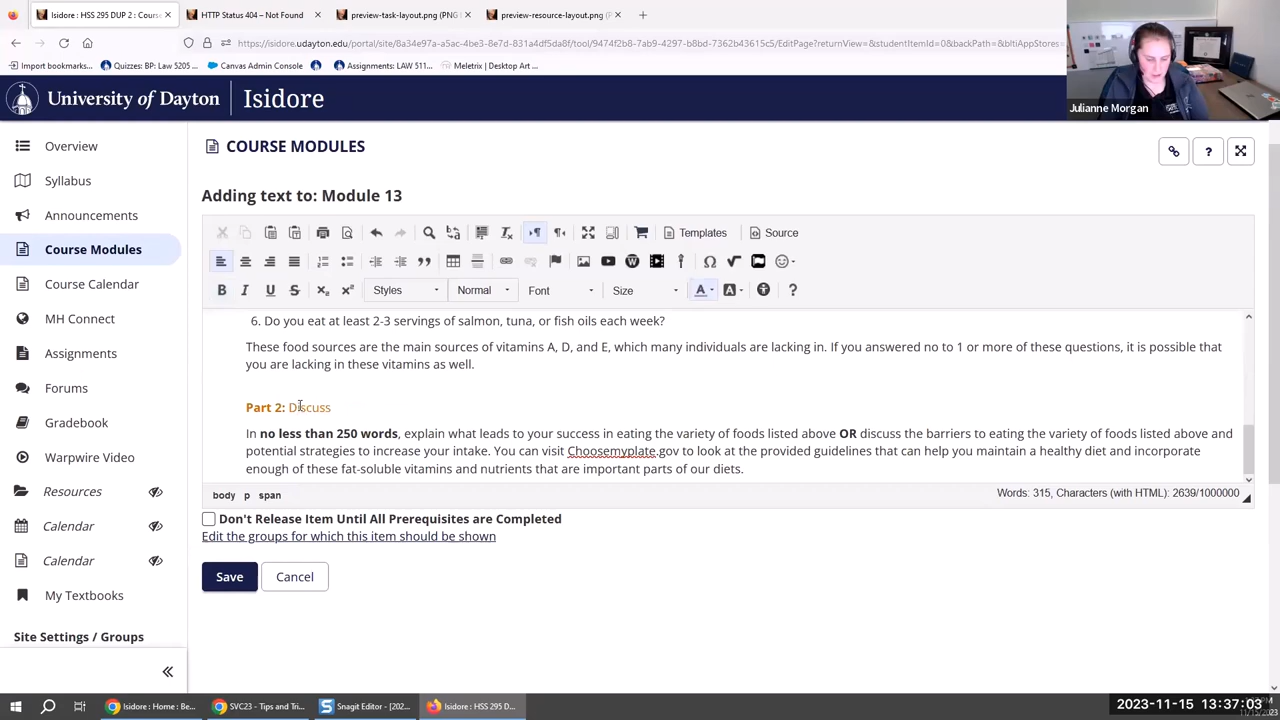 Isidore : HSS 295 DUP 2 : Cours
HTTP Status 404 – Not Found
preview-task-layout.png (PNG I
preview-resource-layout.png (PN
Import bookmarks...
Quizzes: BP: Law 5205 ...
Canvas Admin Console
Assignments: LAW 511...
Meletrix | Desktop Art ...
Julianne Morgan
University of Dayton
Isidore
Overview
Syllabus
Announcements
Course Modules
Course Calendar
MH Connect
Assignments
Forums
Gradebook
Warpwire Video
Resources
Calendar
Calendar
My Textbooks
Site Settings / Groups
COURSE MODULES
Adding text to: Module 13
Templates
Source
Styles
Normal
Font
Size
6. Do you eat at least 2-3 servings of salmon, tuna, or fish oils each week?
These food sources are the main sources of vitamins A, D, and E, which many individuals are lacking in. If you answered no to 1 or more of these questions, it is possible that
you are lacking in these vitamins as well.
Part 2: Discuss
In no less than 250 words, explain what leads to your success in eating the variety of foods listed above OR discuss the barriers to eating the variety of foods listed above and
potential strategies to increase your intake. You can visit Choosemyplate.gov to look at the provided guidelines that can help you maintain a healthy diet and incorporate
enough of these fat-soluble vitamins and nutrients that are important parts of our diets.
body p span
Words: 315, Characters (with HTML): 2639/1000000
Don't Release Item Until All Prerequisites are Completed
Edit the groups for which this item should be shown
Save
Cancel
Isidore : Home : Be...
SVC23 - Tips and Tri...
Snagit Editor - [202...
Isidore : HSS 295 D...
2023-11-15 13:37:03